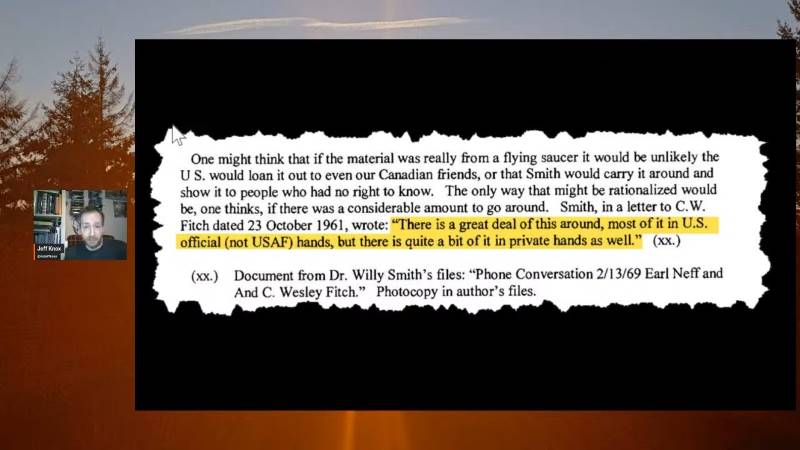 One might think that if the material was really from a flying saucer it would be unlikely the
U S. would loan it out to even our Canadian friends, or that Smith would carry it around and
show it to people who had no right to know. The only way that might be rationalized would
be, one thinks, if there was a considerable amount to go around. Smith, in a letter to C.W.
Fitch dated 23 October 1961, wrote: “There is a great deal of this around, most of it in U.S.
official (not USAF) hands, but there is quite a bit of it in private hands as well.” (xx.)
(xx.) Document from Dr. Willy Smith’s files: “Phone Conversation 2/13/69 Earl Neff and
And C. Wesley Fitch.” Photocopy in author’s files.
Jeff Knox